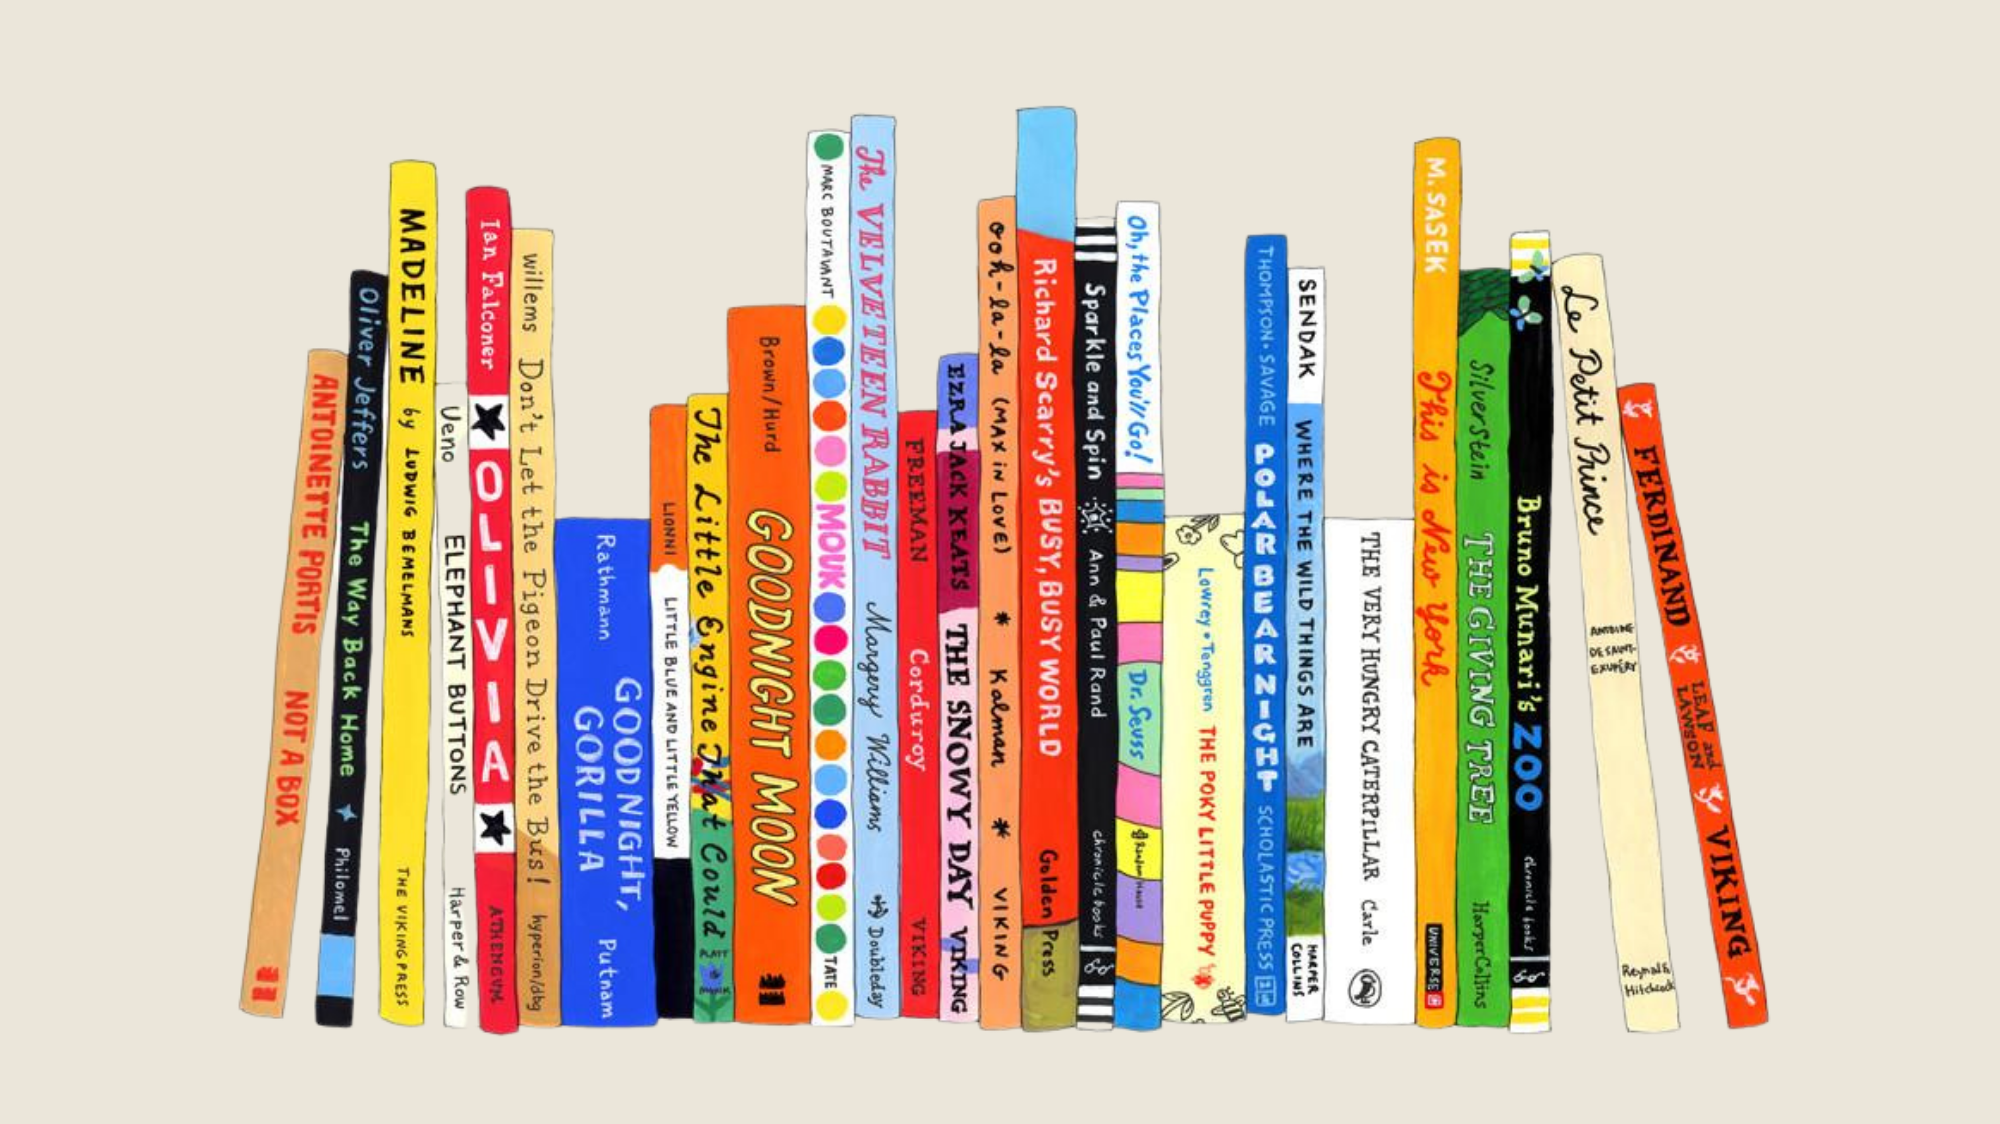 ANTOINETTE PORTIS NOT A BOX
Oliver Jeffers The Way Back Home Philomel
MADELINE by LUDWIG BEMELMANS THE VIKING PRESS
Ueno ELEPHANT BUTTONS Harper & Row
Ian Falconer OLIVIA ATHENEUM
willems Don't Let the Pigeon Drive the Bus! hyperion/dbg
Rathmann GOODNIGHT,
GORILLA Putnam
LIONNI LITTLE BLUE AND LITTLE YELLOW
The Little Engine That Could PLATT
MUNK
Brown/Hurd GOODNIGHT MOON
MARC BOUTAVANT MOUK TATE
The VELVETEEN RABBIT Margery Williams Doubleday
FREEMAN Corduroy VIKING
EZRA JACK KEATS THE SNOWY DAY VIKING
ooh-la-la (MAX IN LOVE) * Kalman * VIKING
Richard Scarry's BUSY, BUSY WORLD Golden Press
Sparkle and Spin Ann & Paul Rand chronicle books
Oh, the Places You'll Go! Dr. Seuss Random House
Lowrey • Tenggren THE POKY LITTLE PUPPY
THOMPSON • SAVAGE POLAR BEAR NIGHT SCHOLASTIC PRESS
SENDAK WHERE THE WILD THINGS ARE HARPER
COLLINS
THE VERY HUNGRY CATERPILLAR Carle
M. SASEK This is New York UNIVERSE
Silverstein THE GIVING TREE HarperCollins
Bruno Munari's ZOO chronicle books
Le Petit Prince ANTOINE
DE SAINT-
EXUPÉRY
Reynal &
Hitchcock
FERDINAND LEAF and
LAWSON VIKING